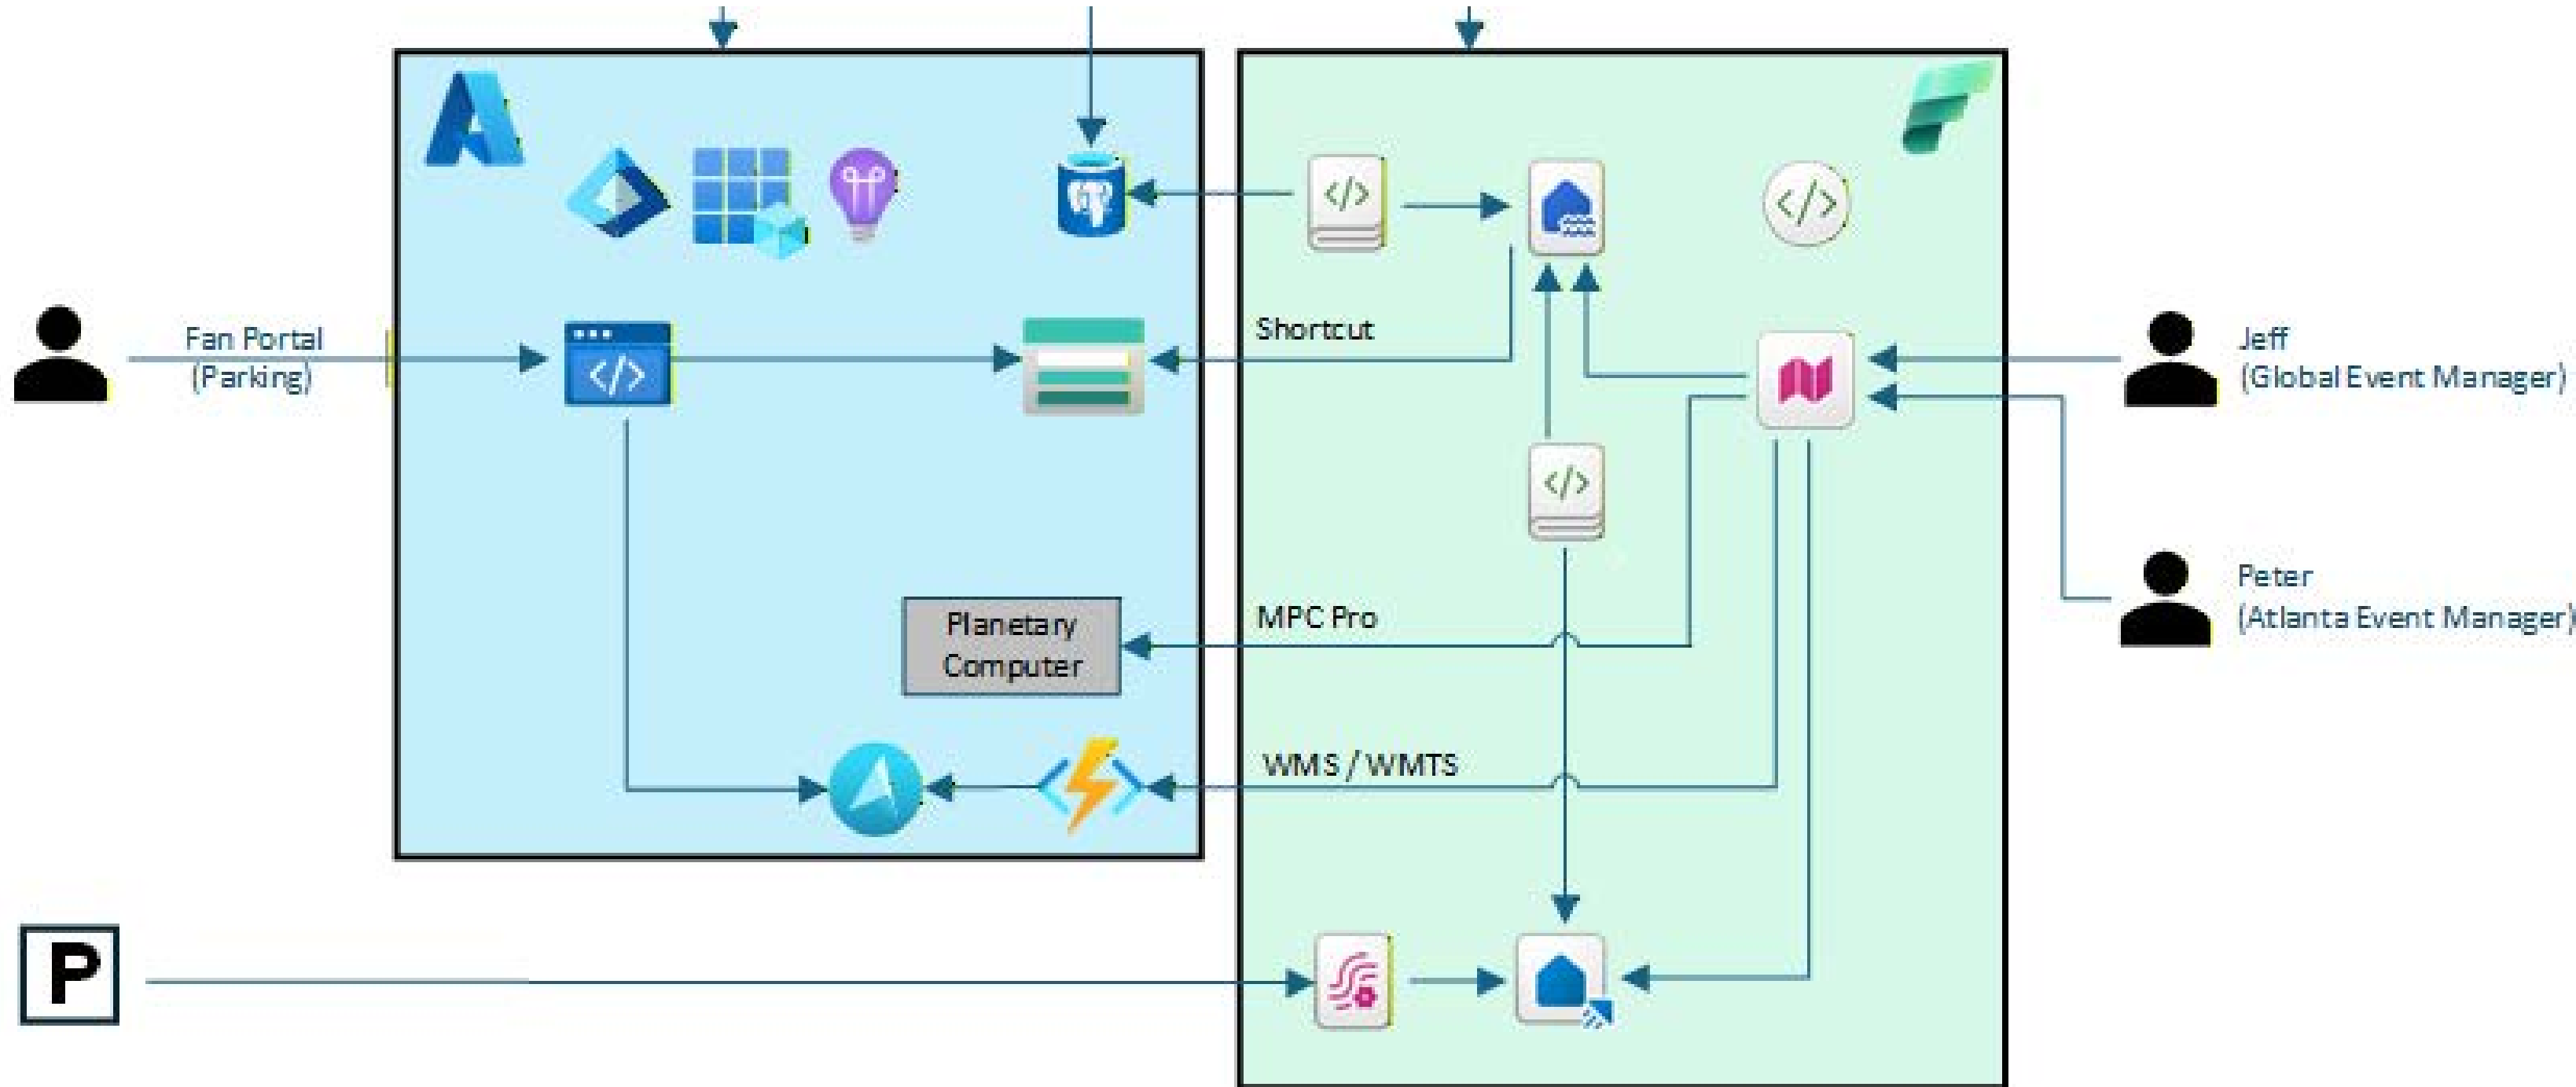 Fan Portal
(Parking)
Shortcut
Jeff
(Global Event Manager)
Peter
(Atlanta Event Manager)
MPC Pro
Planetary
Computer
WMS / WMTS
P